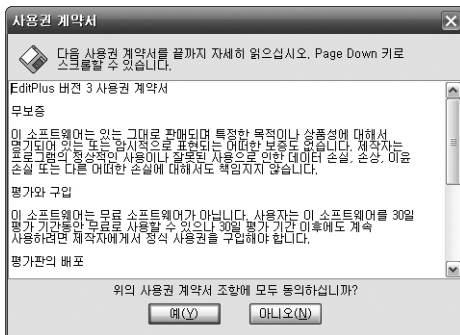 사용권 계약서
다음 사용권 계약서를 끝까지 자세히 읽으십시오. Page Down 키로
스크롤할 수 있습니다.
EditPlus 버전 3 사용권 계약서
무보증
이 소프트웨어는 있는 그대로 판매되며 특정한 목적이나 상품성에 대해서
명기되어 있는 또는 암시적으로 표현되는 어떠한 보증도 없습니다. 제작자는
프로그램의 정상적인 사용이나 잘못된 사용으로 인한 데이터 손실, 손상, 이윤
손실 또는 다른 어떠한 손실에 대해서도 책임지지 않습니다.
평가와 구입
이 소프트웨어는 무료 소프트웨어가 아닙니다. 사용자는 이 소프트웨어를 30일
평가 기간동안 무료로 사용할 수 있으나 30일 평가 기간 이후에도 계속
사용하려면 제작자에게서 정식 사용권을 구입해야 합니다.
평가판의 배포
위의 사용권 계약서 조항에 모두 동의하십니까?
예(Y) 아니오(N)